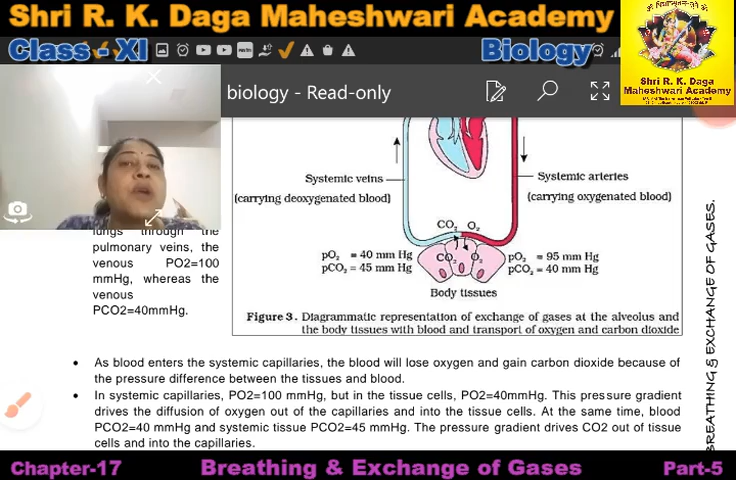 Shri R. K. Daga Maheshwari Academy
Class - XI
Biology
Shri R. K. Daga
Maheshwari Academy
biology - Read-only
Systemic veins
(carrying deoxygenated blood)
Systemic arteries
(carrying oxygenated blood)
CO2 O2
pO2 = 40 mm Hg
pCO2 = 45 mm Hg
CO2 O2
pO2 = 95 mm Hg
pCO2 = 40 mm Hg
Body tissues
lungs through the
pulmonary veins, the
venous PO2=100
mmHg, whereas the
venous
PCO2=40mmHg.
Figure 3. Diagrammatic representation of exchange of gases at the alveolus and
the body tissues with blood and transport of oxygen and carbon dioxide
• As blood enters the systemic capillaries, the blood will lose oxygen and gain carbon dioxide because of
the pressure difference between the tissues and blood.
• In systemic capillaries, PO2=100 mmHg, but in the tissue cells, PO2=40mmHg. This pressure gradient
drives the diffusion of oxygen out of the capillaries and into the tissue cells. At the same time, blood
PCO2=40 mmHg and systemic tissue PCO2=45 mmHg. The pressure gradient drives CO2 out of tissue
cells and into the capillaries.
BREATHING & EXCHANGE OF GASES.
Chapter-17
Breathing & Exchange of Gases
Part-5